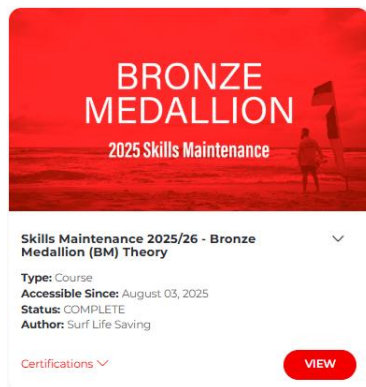 BRONZE
MEDALLION
2025 Skills Maintenance
Skills Maintenance 2025/26 - Bronze
Medallion (BM) Theory
Type: Course
Accessible Since: August 03, 2025
Status: COMPLETE
Author: Surf Life Saving
Certifications
VIEW